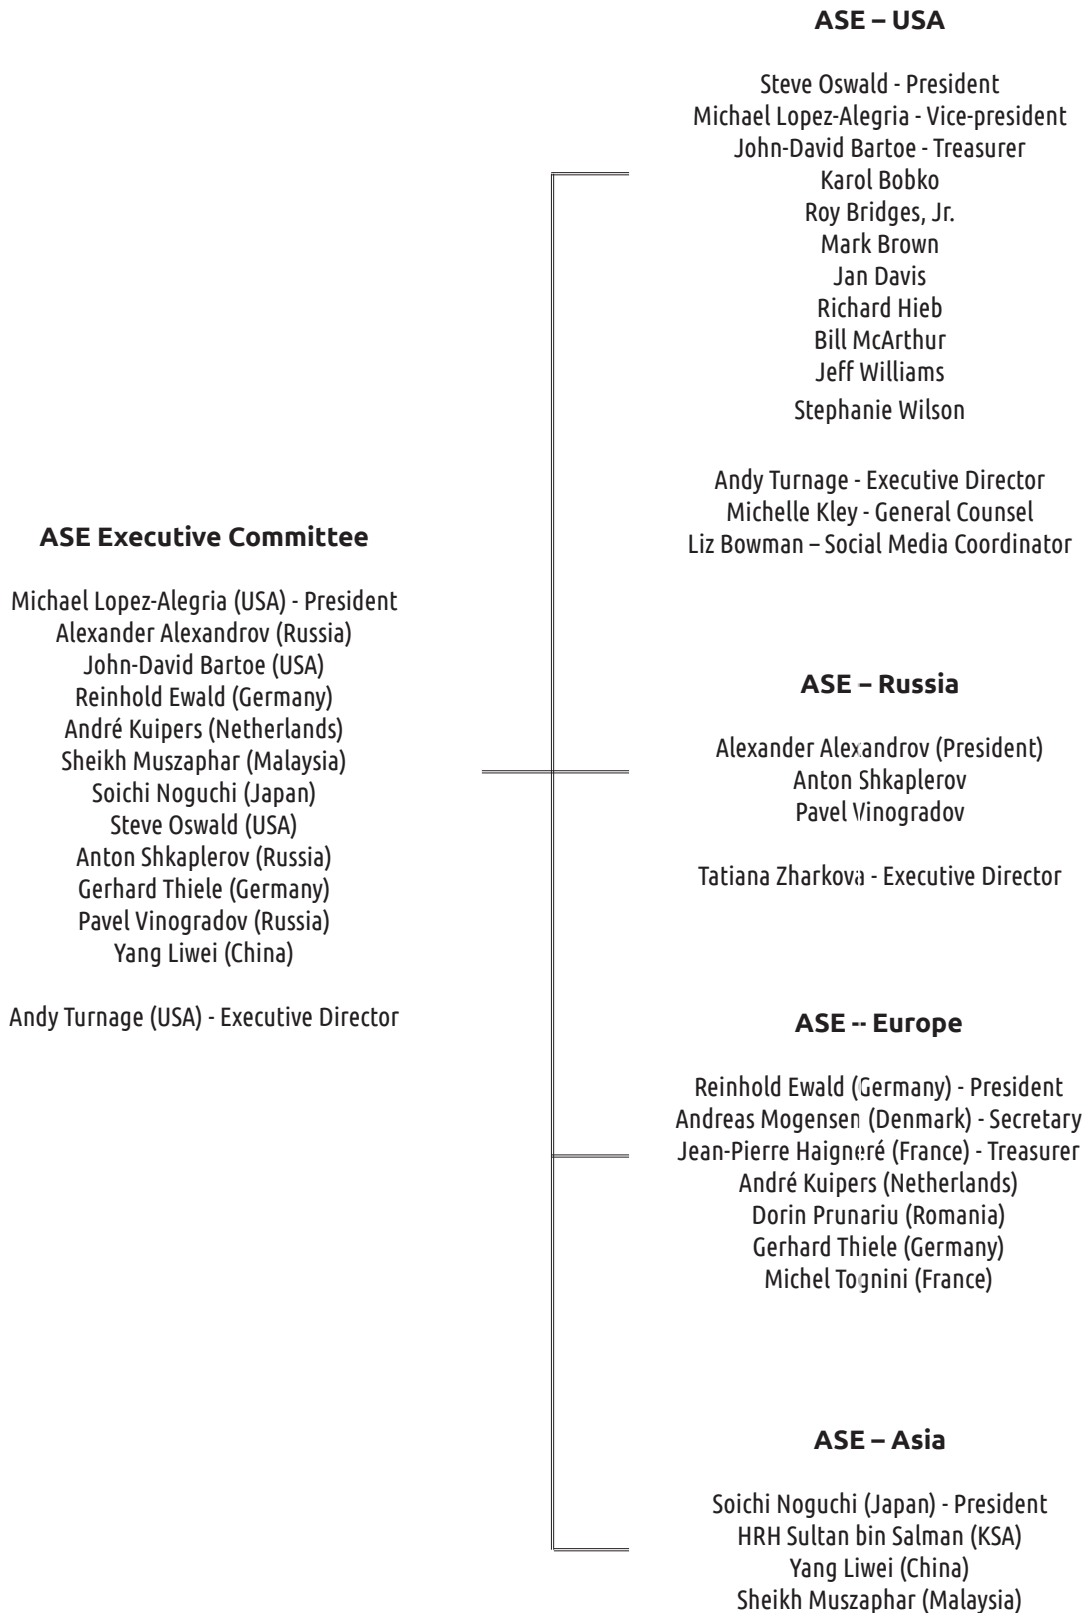 ASE Executive Committee
Michael Lopez-Alegria (USA) - President
Alexander Alexandrov (Russia)
John-David Bartoe (USA)
Reinhold Ewald (Germany)
André Kuipers (Netherlands)
Sheikh Muszaphar (Malaysia)
Soichi Noguchi (Japan)
Steve Oswald (USA)
Anton Shkaplerov (Russia)
Gerhard Thiele (Germany)
Pavel Vinogradov (Russia)
Yang Liwei (China)
Andy Turnage (USA) - Executive Director
ASE – USA
Steve Oswald - President
Michael Lopez-Alegria - Vice-president
John-David Bartoe - Treasurer
Karol Bobko
Roy Bridges, Jr.
Mark Brown
Jan Davis
Richard Hieb
Bill McArthur
Jeff Williams
Stephanie Wilson
Andy Turnage - Executive Director
Michelle Kley - General Counsel
Liz Bowman – Social Media Coordinator
ASE – Russia
Alexander Alexandrov (President)
Anton Shkaplerov
Pavel Vinogradov
Tatiana Zharkova - Executive Director
ASE -- Europe
Reinhold Ewald (Germany) - President
Andreas Mogensen (Denmark) - Secretary
Jean-Pierre Haigneré (France) - Treasurer
André Kuipers (Netherlands)
Dorin Prunariu (Romania)
Gerhard Thiele (Germany)
Michel Tognini (France)
ASE – Asia
Soichi Noguchi (Japan) - President
HRH Sultan bin Salman (KSA)
Yang Liwei (China)
Sheikh Muszaphar (Malaysia)